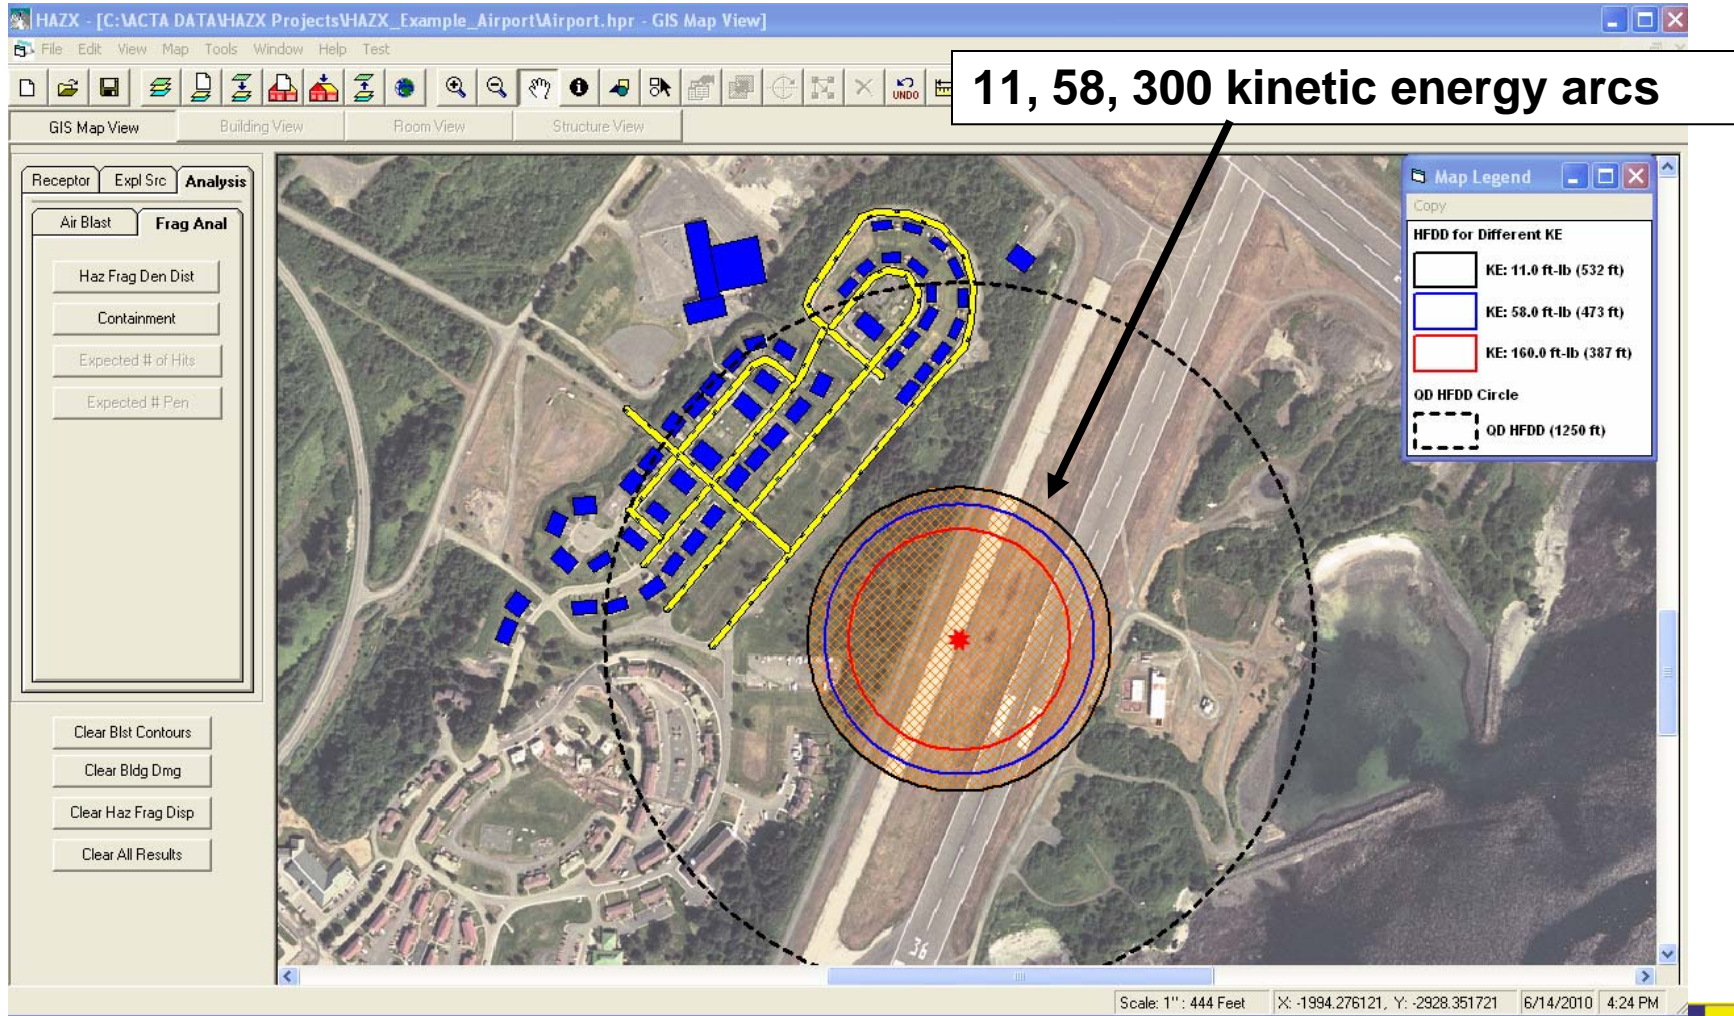 HAZX - [C:\ACTA DATA\HAZX Projects\HAZX_Example_Airport\Airport.hpr - GIS Map View]
File Edit View Map Tools Window Help Test
UNDO
11, 58, 300 kinetic energy arcs
GIS Map View Building View Room View Structure View
Receptor Expl Src Analysis
Air Blast Frag Anal
Haz Frag Den Dist
Containment
Expected # of Hits
Expected # Pen
Clear Blst Contours
Clear Bldg Dmg
Clear Haz Frag Disp
Clear All Results
Map Legend
Copy
HFDD for Different KE
KE: 11.0 ft-lb (532 ft)
KE: 58.0 ft-lb (473 ft)
KE: 160.0 ft-lb (387 ft)
QD HFDD Circle
QD HFDD (1250 ft)
36
Scale: 1" : 444 Feet X: -1994.276121, Y: -2928.351721 6/14/2010 4:24 PM